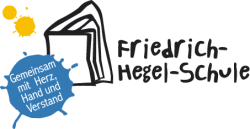 Gemeinsam
mit Herz,
Hand und
Verstand
Friedrich-
Hegel-Schule